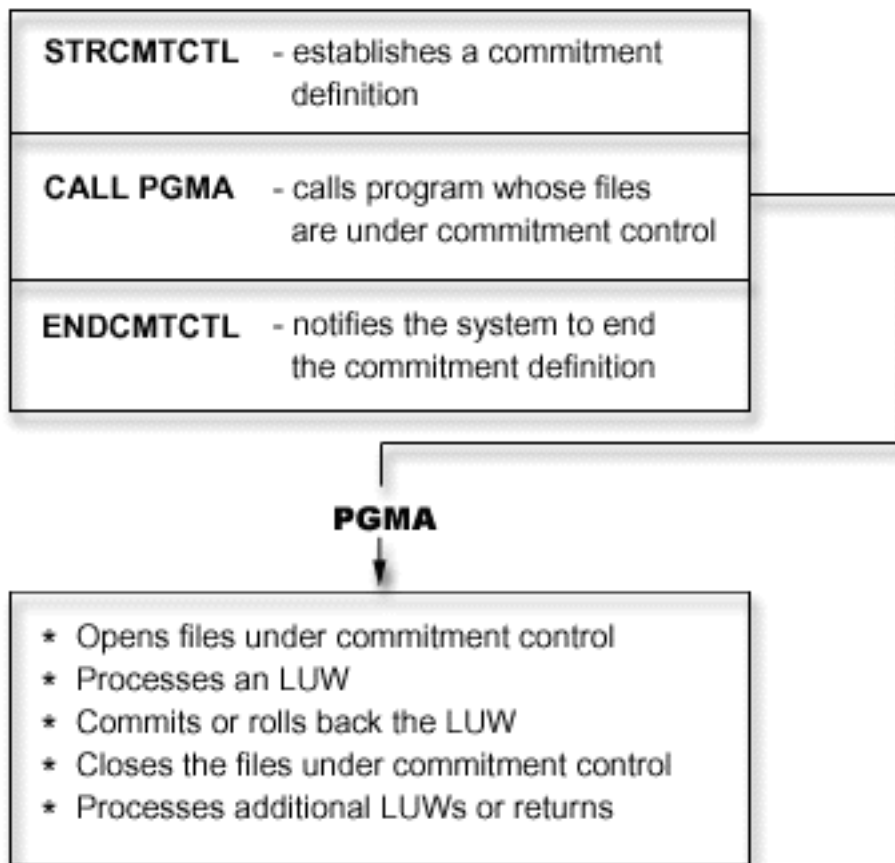 STRCMTCTL - establishes a commitment
definition
CALL PGMA - calls program whose files
are under commitment control
ENDCMTCTL - notifies the system to end
the commitment definition
PGMA
* Opens files under commitment control
* Processes an LUW
* Commits or rolls back the LUW
* Closes the files under commitment control
* Processes additional LUWs or returns